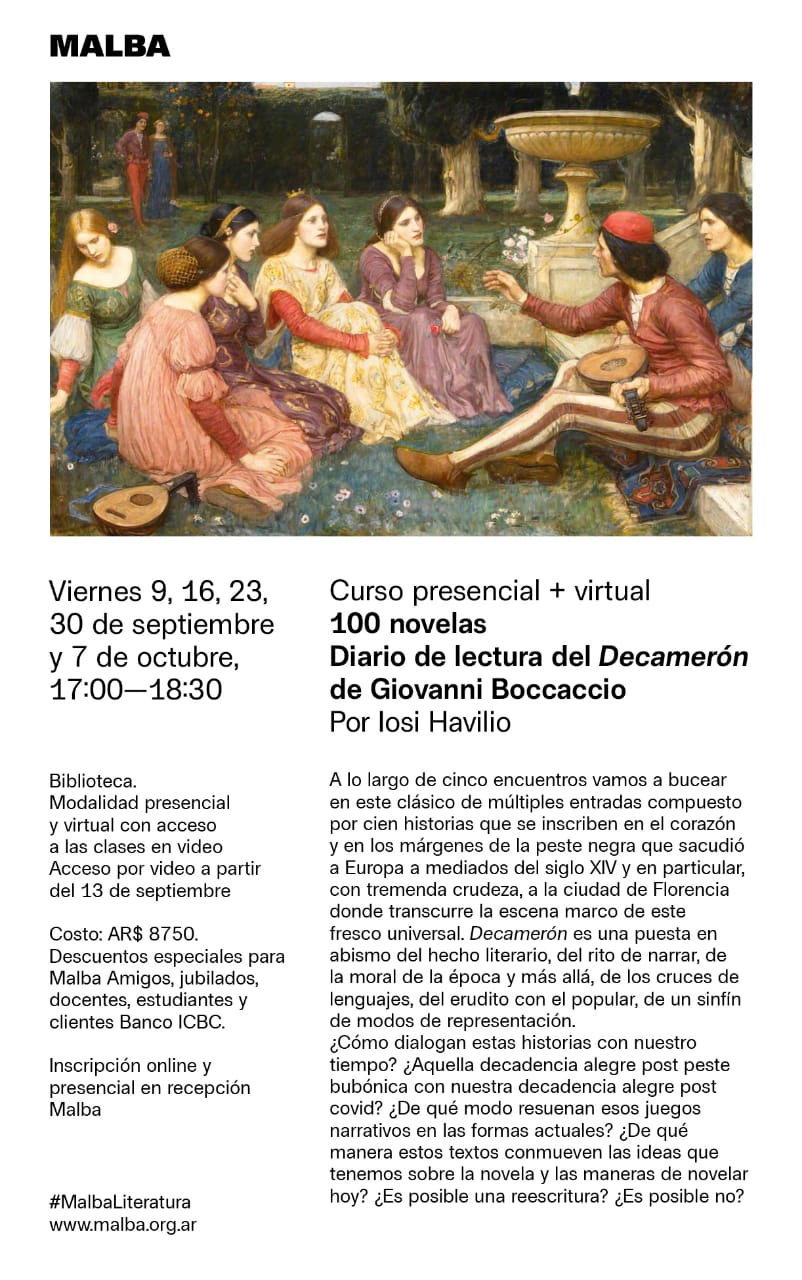 MALBA
Viernes 9, 16, 23,
30 de septiembre
y 7 de octubre,
17:00—18:30
Curso presencial + virtual
100 novelas
Diario de lectura del Decamerón
de Giovanni Boccaccio
Por Iosi Havilio
Biblioteca.
Modalidad presencial
y virtual con acceso
a las clases en video
Acceso por video a partir
del 13 de septiembre
Costo: AR$ 8750.
Descuentos especiales para
Malba Amigos, jubilados,
docentes, estudiantes y
clientes Banco ICBC.
Inscripción online y
presencial en recepción
Malba
#MalbaLiteratura
www.malba.org.ar
A lo largo de cinco encuentros vamos a bucear
en este clásico de múltiples entradas compuesto
por cien historias que se inscriben en el corazón
y en los márgenes de la peste negra que sacudió
a Europa a mediados del siglo XIV y en particular,
con tremenda crudeza, a la ciudad de Florencia
donde transcurre la escena marco de este
fresco universal. Decamerón es una puesta en
abismo del hecho literario, del rito de narrar, de
la moral de la época y más allá, de los cruces de
lenguajes, del erudito con el popular, de un sinfín
de modos de representación.
¿Cómo dialogan estas historias con nuestro
tiempo? ¿Aquella decadencia alegre post peste
bubónica con nuestra decadencia alegre post
covid? ¿De qué modo resuenan esos juegos
narrativos en las formas actuales? ¿De qué
manera estos textos conmueven las ideas que
tenemos sobre la novela y las maneras de novelar
hoy? ¿Es posible una reescritura? ¿Es posible no?